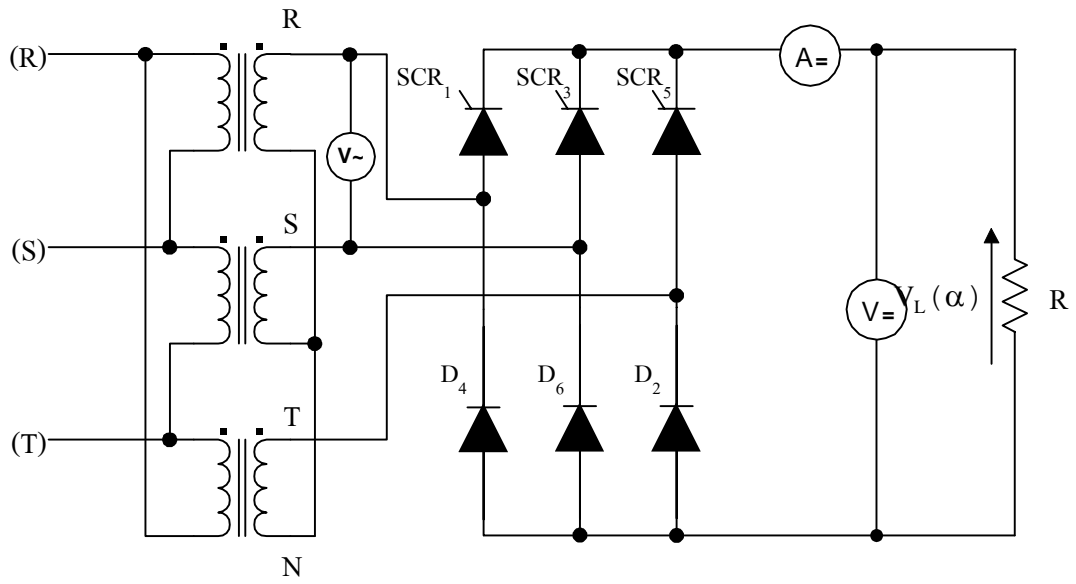 R
(R)
A=
SCR1
SCR3
SCR5
V~
S
(S)
V=
VL(α)
R
D4
D6
D2
T
(T)
N